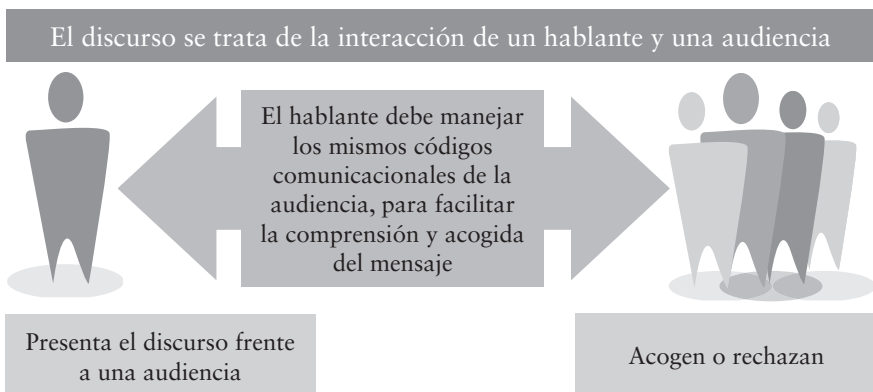 El discurso se trata de la interacción de un hablante y una audiencia
El hablante debe manejar
los mismos códigos
comunicacionales de la
audiencia, para facilitar
la comprensión y acogida
del mensaje
Presenta el discurso frente
a una audiencia
Acogen o rechazan